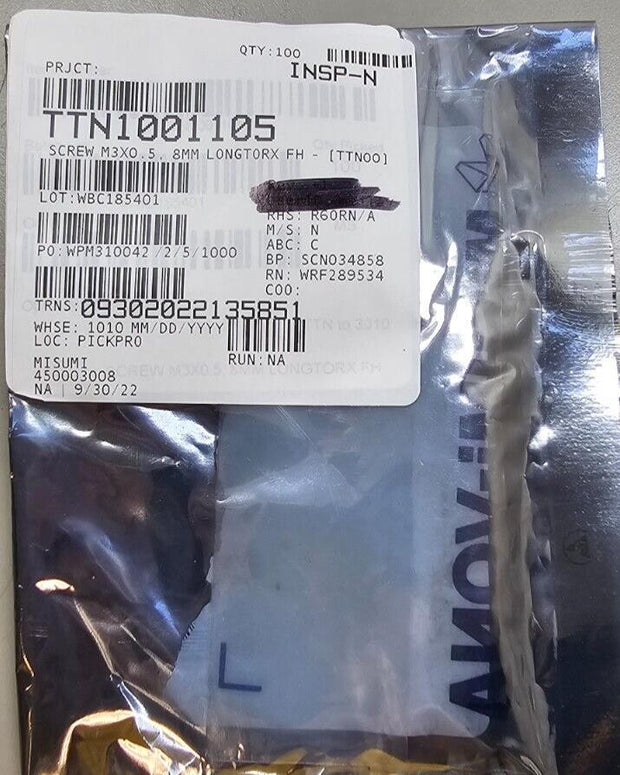 QTY:100
PRJCT:
INSP-N
TTN1001105
SCREW M3X0.5, 8MM LONGTORX FH - [TTN00]
LOT:WBC185401
RHS: R6ORN/A
M/S: N
PO:WPM310042 /2/5/1000
ABC: C
BP: SCN034858
RN: WRF289534
COO:
TRNS:09302022135851
WHSE: 1010 MM/DD/YYYY
LOC: PICKPRO
RUN: NA
MISUMI
450003008
NA | 9/30/22